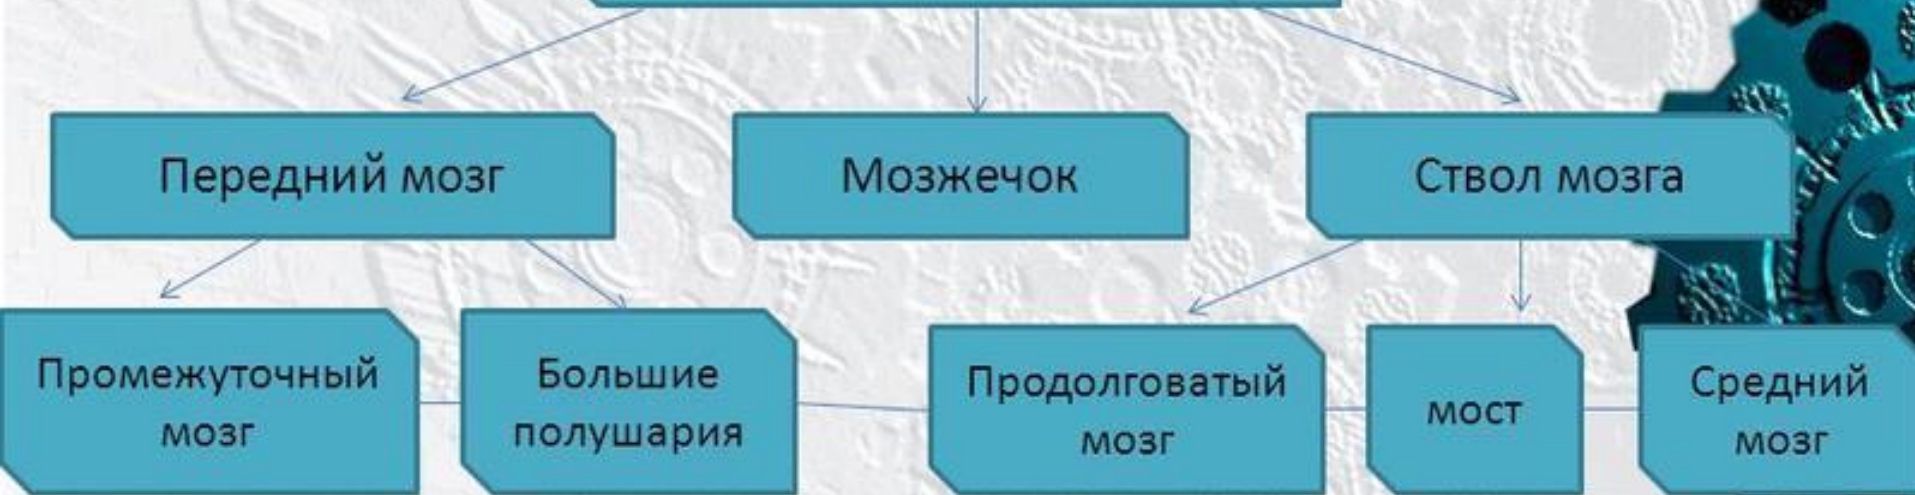 Передний мозг
Мозжечок
Ствол мозга
Промежуточный
мозг
Большие
полушария
Продолговатый
мозг
мост
Средний
мозг